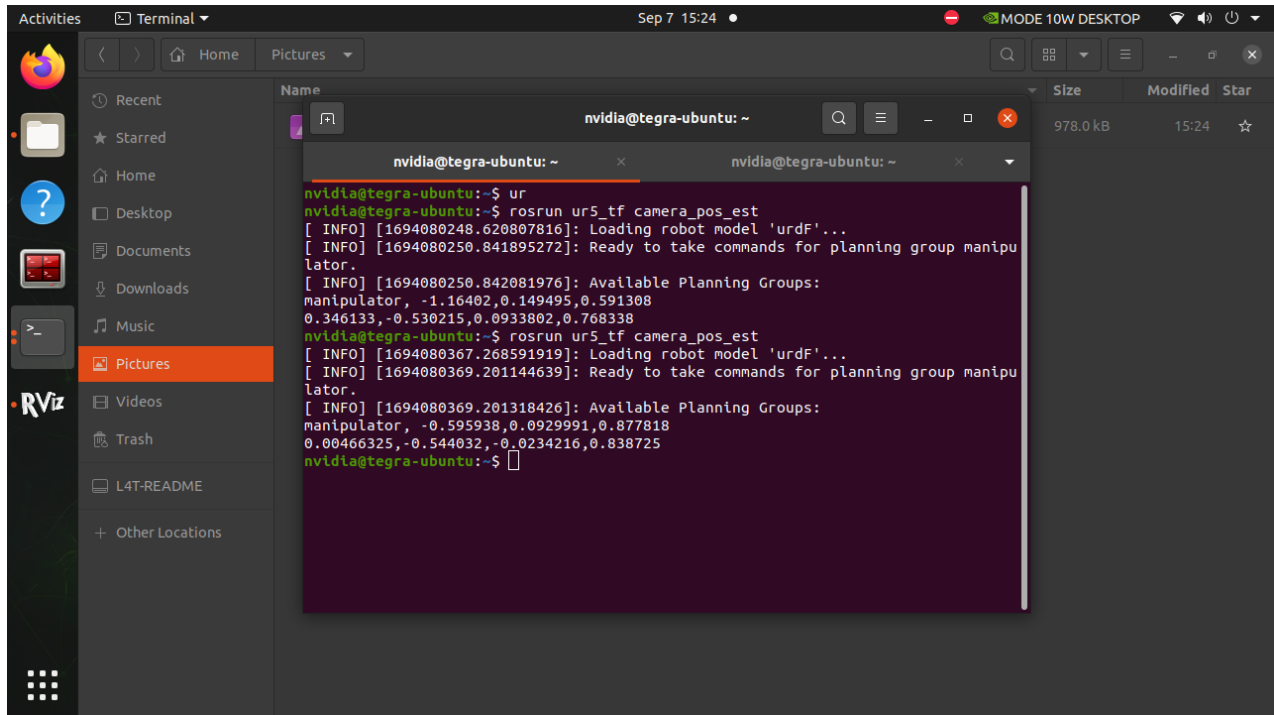 Activities
Terminal
Sep 7 15:24
MODE 10W DESKTOP
Home
Pictures
Name
Size
Modified
Star
Recent
Starred
Home
Desktop
Documents
Downloads
Music
Pictures
Videos
Trash
L4T-README
+ Other Locations
RViz
978.0 kB
15:24
nvidia@tegra-ubuntu: ~
nvidia@tegra-ubuntu: ~
nvidia@tegra-ubuntu: ~
nvidia@tegra-ubuntu:~$ ur
nvidia@tegra-ubuntu:~$ rosrun ur5_tf camera_pos_est
[ INFO] [1694080248.620807816]: Loading robot model 'urdF'...
[ INFO] [1694080250.841895272]: Ready to take commands for planning group manipu
lator.
[ INFO] [1694080250.842081976]: Available Planning Groups:
manipulator, -1.16402,0.149495,0.591308
0.346133,-0.530215,0.0933802,0.768338
nvidia@tegra-ubuntu:~$ rosrun ur5_tf camera_pos_est
[ INFO] [1694080367.268591919]: Loading robot model 'urdF'...
[ INFO] [1694080369.201144639]: Ready to take commands for planning group manipu
lator.
[ INFO] [1694080369.201318426]: Available Planning Groups:
manipulator, -0.595938,0.0929991,0.877818
0.00466325,-0.544032,-0.0234216,0.838725
nvidia@tegra-ubuntu:~$